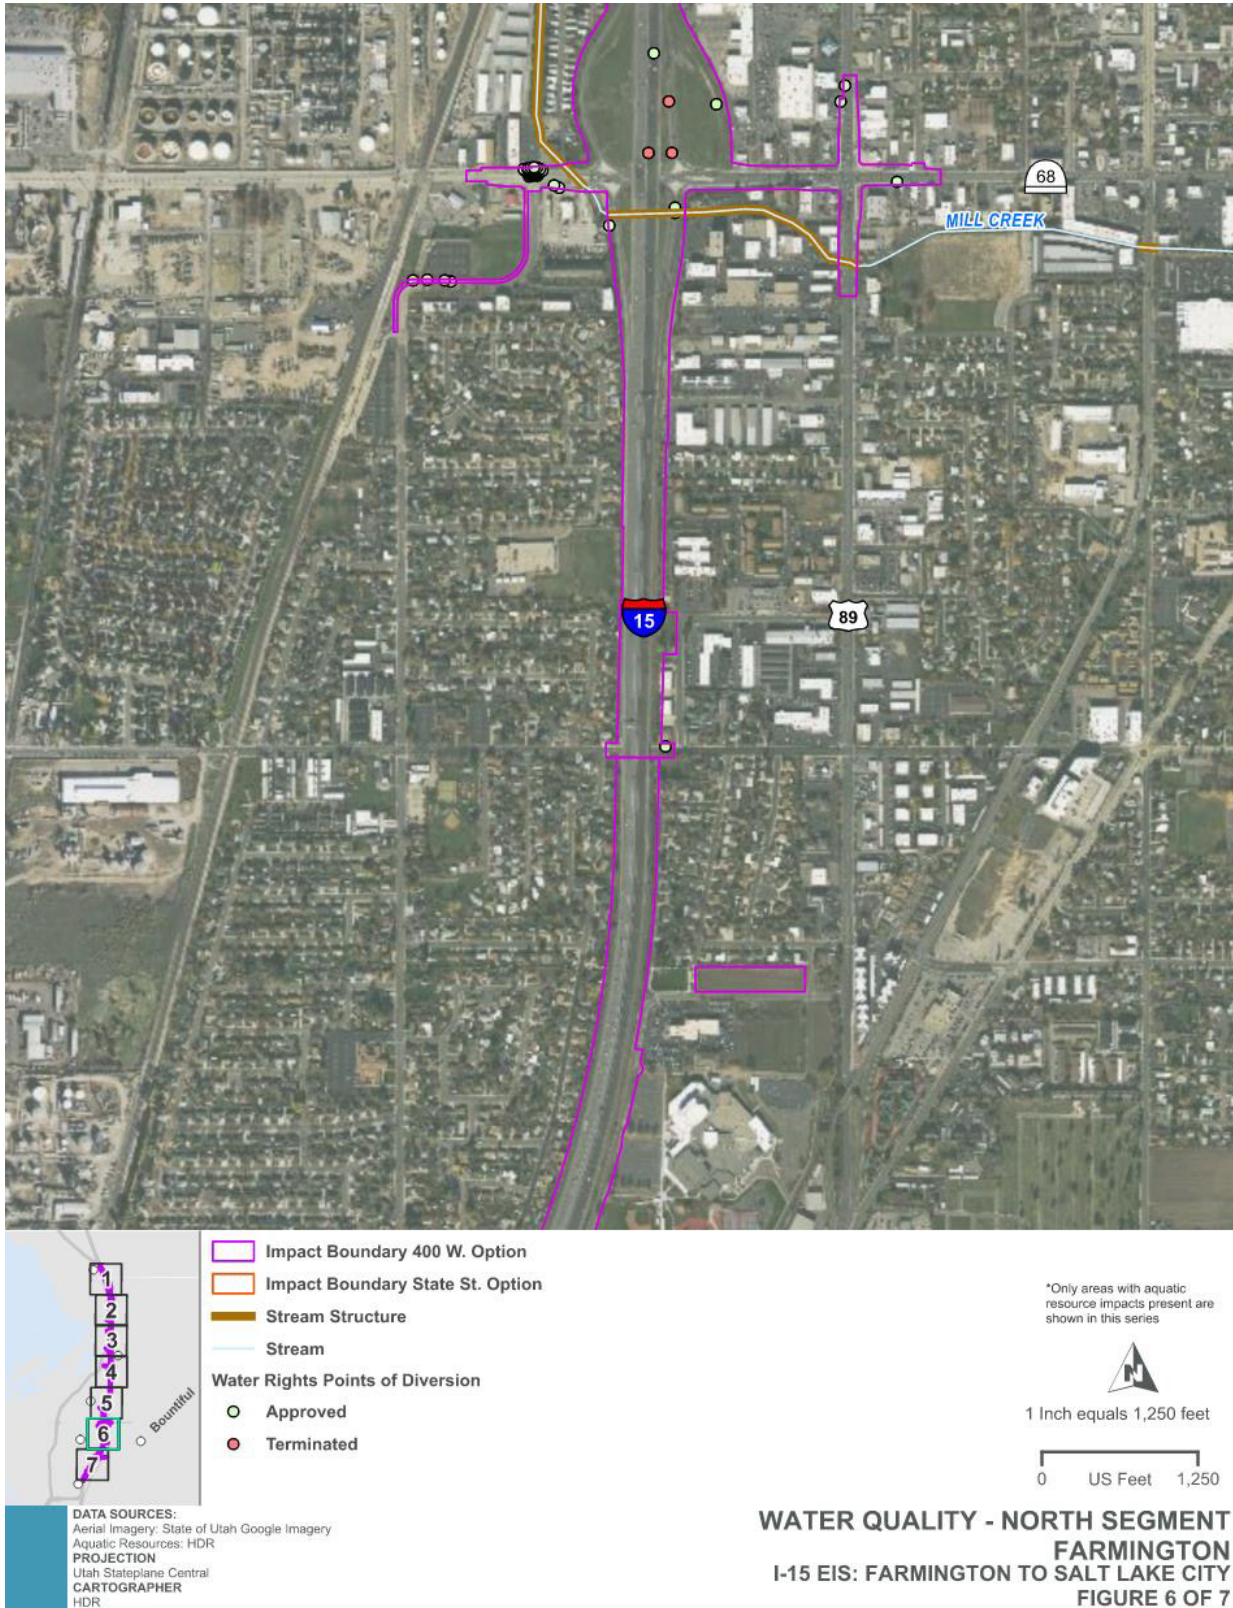 68
MILL CREEK
15
89
Impact Boundary 400 W. Option
Impact Boundary State St. Option
Stream Structure
Stream
Water Rights Points of Diversion
Approved
Terminated
1
2
3
4
5
6
7
Bountiful
*Only areas with aquatic
resource impacts present are
shown in this series
N
1 Inch equals 1,250 feet
0 US Feet 1,250
DATA SOURCES:
Aerial Imagery: State of Utah Google Imagery
Aquatic Resources: HDR
PROJECTION
Utah Stateplane Central
CARTOGRAPHER
HDR
WATER QUALITY - NORTH SEGMENT
FARMINGTON
I-15 EIS: FARMINGTON TO SALT LAKE CITY
FIGURE 6 OF 7